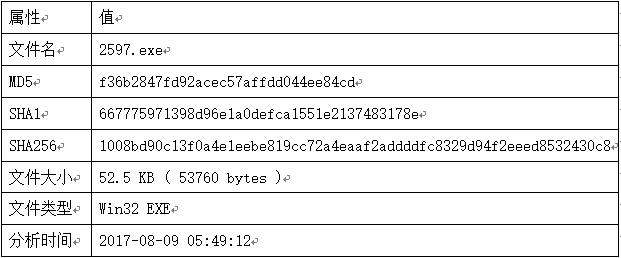 属性 值
文件名 2597.exe
MD5 f36b2847fd92acec57affdd044ee84cd
SHA1 667775971398d96e1a0defca1551e2137483178e
SHA256 1008bd90c13f0a4e1eebe819cc72a4eaaf2addddfc8329d94f2eeed8532430c8
文件大小 52.5 KB ( 53760 bytes )
文件类型 Win32 EXE
分析时间 2017-08-09 05:49:12